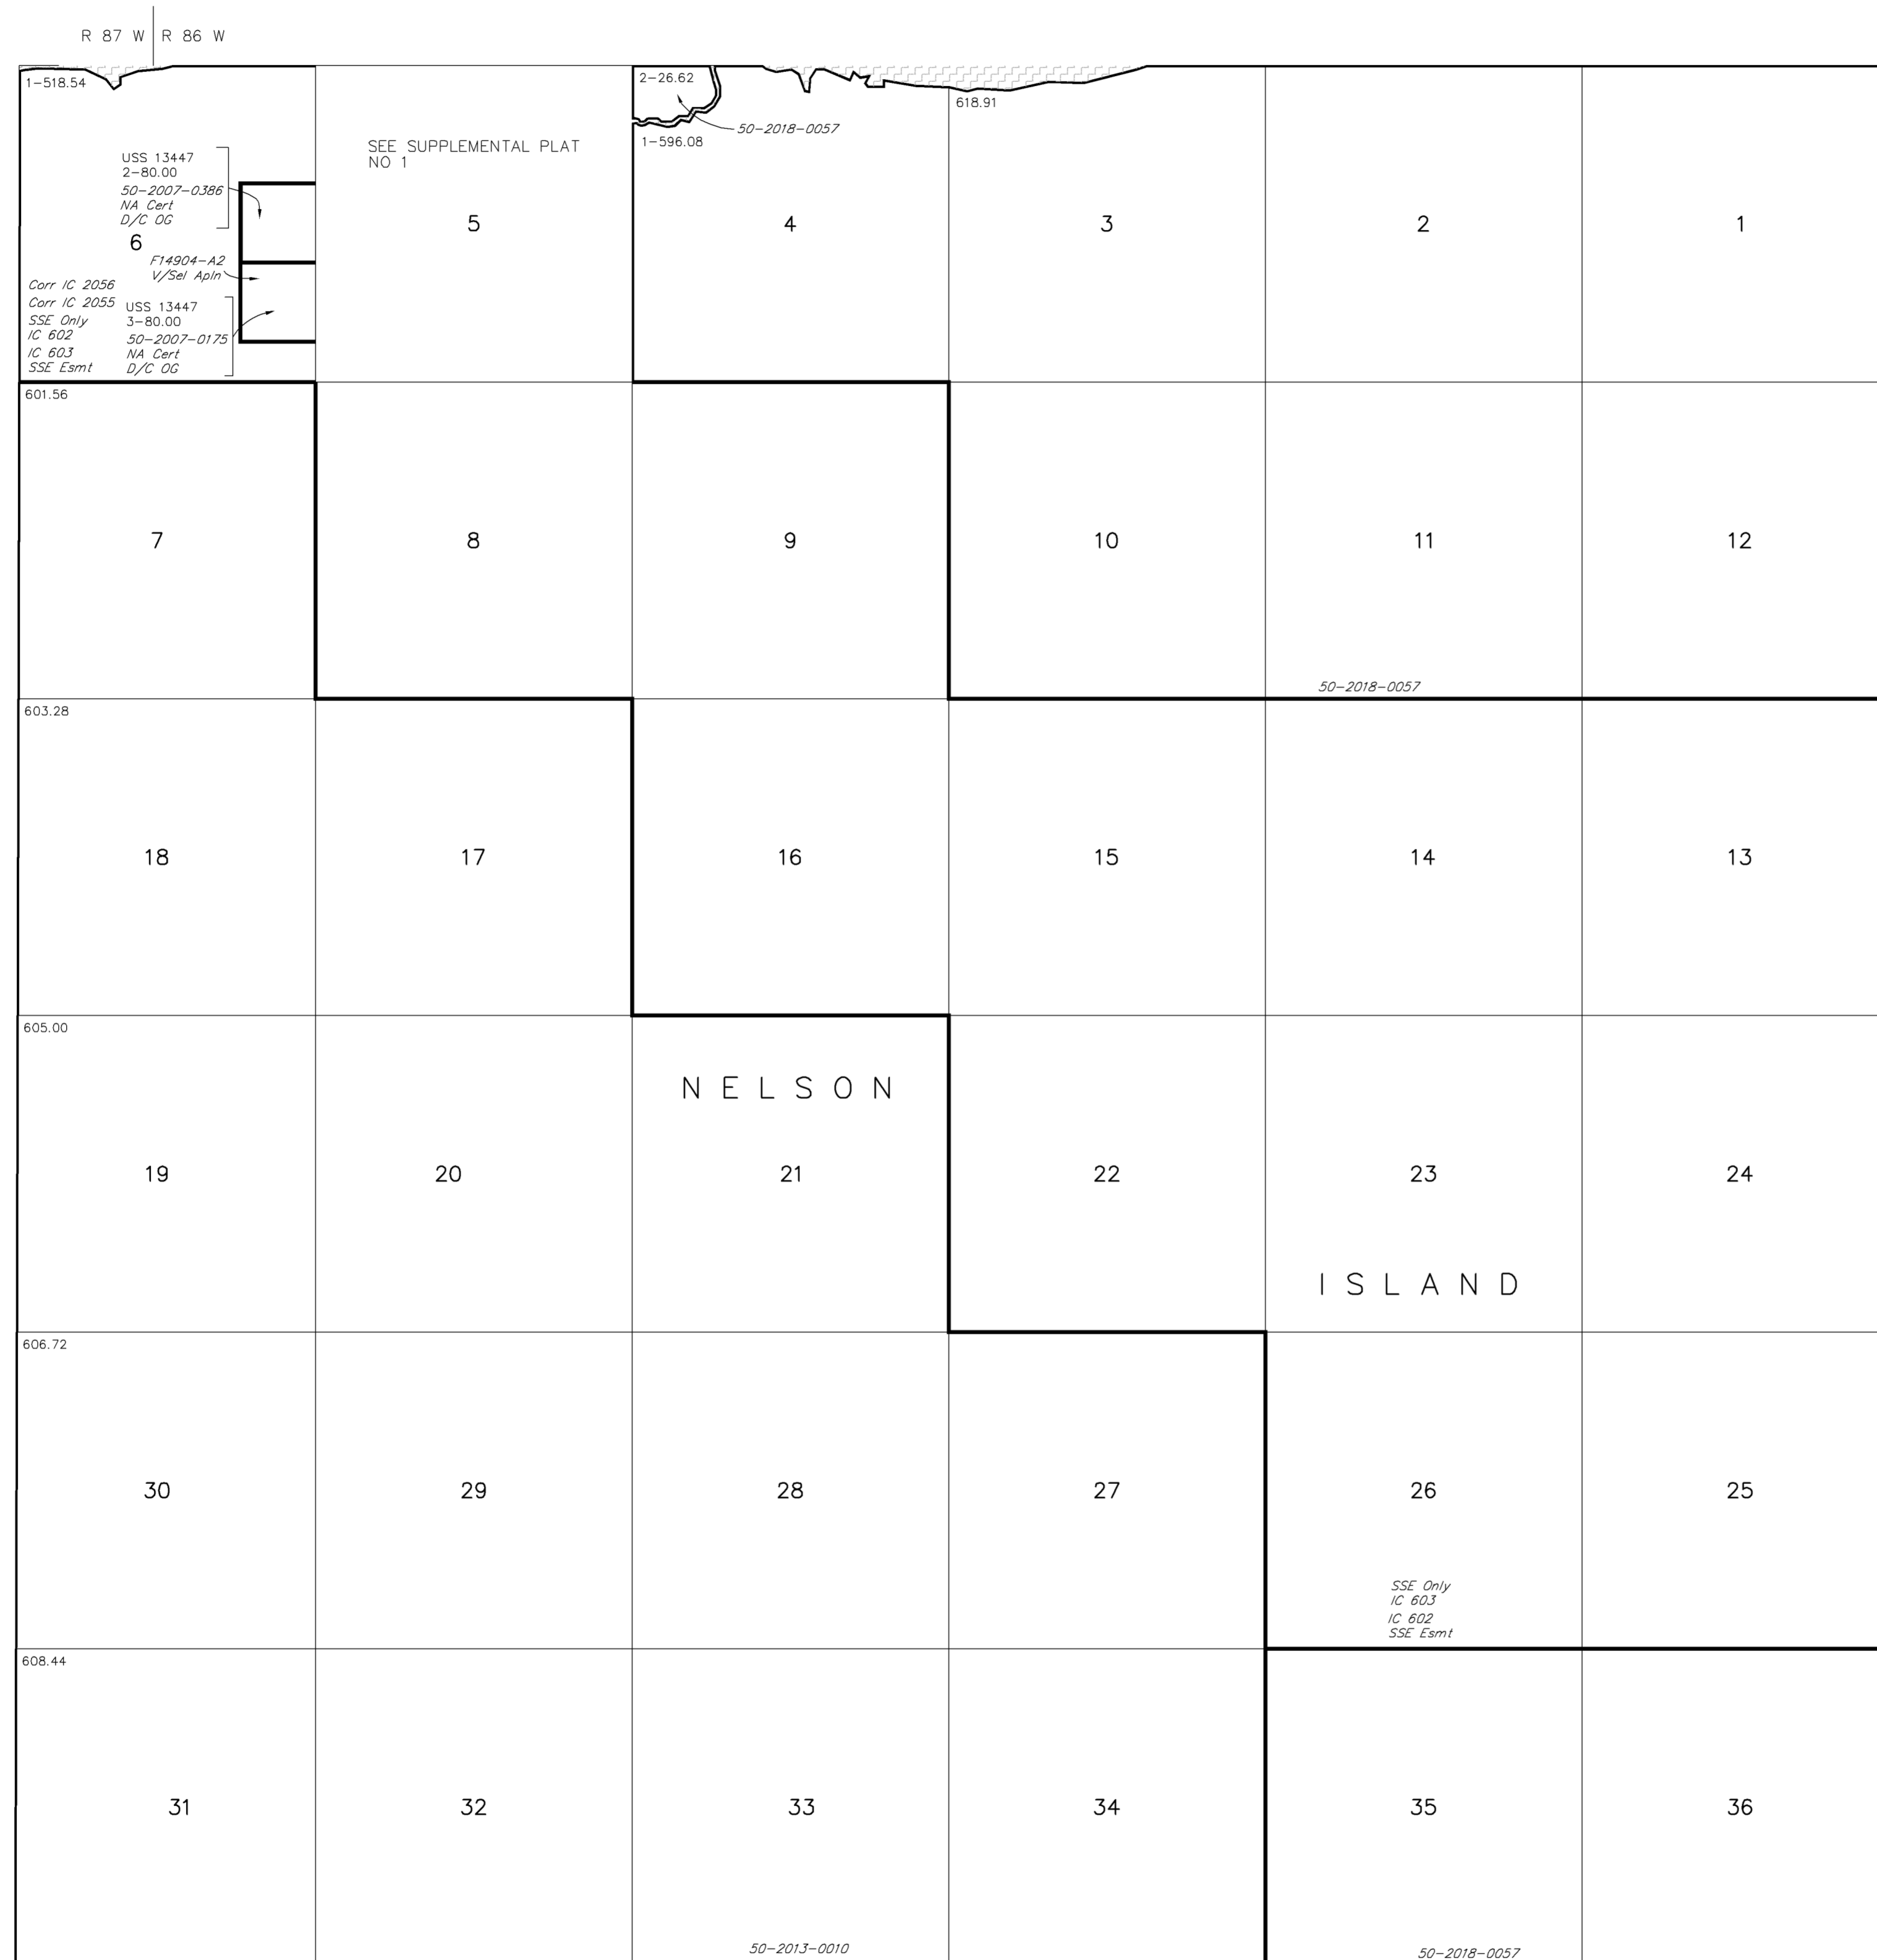 R 87 W R 86 W
1-518.54
USS 13447
2-80.00
50-2007-0386
NA Cert
D/C OG
6
F14904-A2
V/Sel Apln
Corr IC 2056
Corr IC 2055
SSE Only
IC 602
IC 603
SSE Esmt
USS 13447
3-80.00
50-2007-0175
NA Cert
D/C OG
SEE SUPPLEMENTAL PLAT
NO 1
5
2-26.62
50-2018-0057
1-596.08
4
618.91
3
2
1
601.56
7
8
9
10
11
12
50-2018-0057
603.28
18
17
16
15
14
13
605.00
NELSON
19
20
21
22
23
24
ISLAND
606.72
30
29
28
27
26
25
SSE Only
IC 603
IC 602
SSE Esmt
608.44
31
32
33
34
35
36
50-2013-0010
50-2018-0057